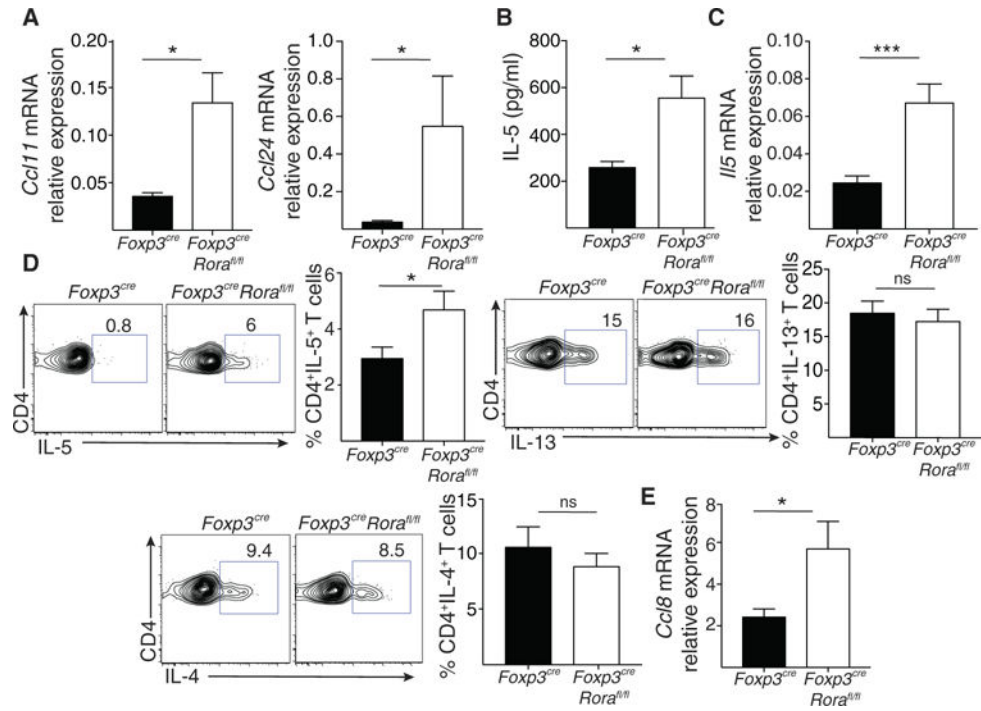 A
Ccl11 mRNA
relative expression
0.20
0.15
0.10
0.05
*
Foxp3cre
Foxp3cre
Rorafl/fl
Ccl24 mRNA
relative expression
1.0
0.8
0.6
0.4
0.2
*
Foxp3cre
Foxp3cre
Rorafl/fl
B
IL-5 (pg/ml)
800
600
400
200
*
Foxp3cre
Foxp3cre
Rorafl/fl
C
Il5 mRNA
relative expression
0.10
0.08
0.06
0.04
0.02
***
Foxp3cre
Foxp3cre
Rorafl/fl
D
Foxp3cre
Foxp3creRorafl/fl
0.8
6
CD4
IL-5
% CD4+IL-5+ T cells
6
4
2
*
Foxp3cre
Foxp3cre
Rorafl/fl
Foxp3cre
Foxp3creRorafl/fl
15
16
CD4
IL-13
% CD4+IL-13+ T cells
25
20
15
10
5
ns
Foxp3cre
Foxp3cre
Rorafl/fl
Foxp3cre
Foxp3creRorafl/fl
9.4
8.5
CD4
IL-4
% CD4+IL-4+ T cells
15
10
5
ns
Foxp3cre
Foxp3cre
Rorafl/fl
E
Ccl8 mRNA
relative expression
8
6
4
2
*
Foxp3cre
Foxp3cre
Rorafl/fl